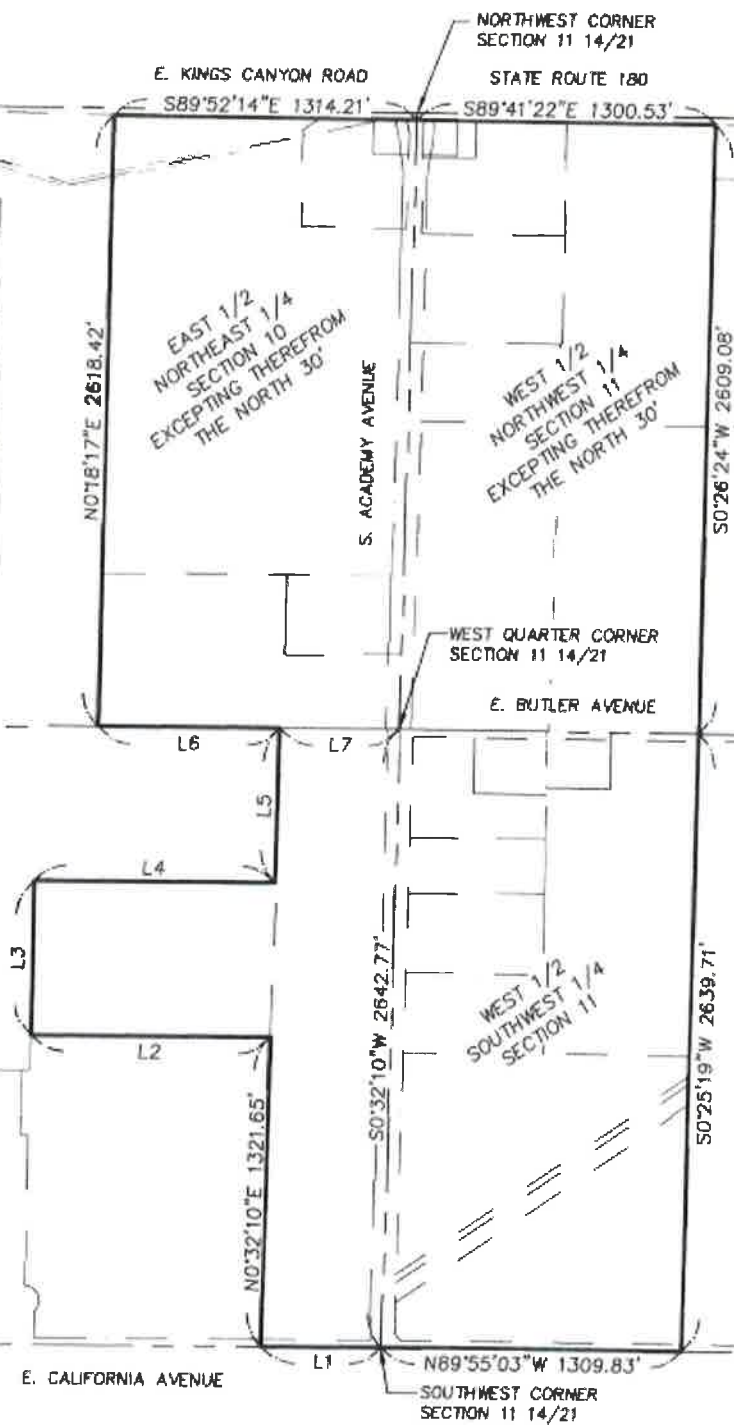 NORTHWEST CORNER
SECTION 11 14/21
E. KINGS CANYON ROAD
STATE ROUTE 180
S89°52'14"E 1314.21'
S89°41'22"E 1300.53'
N0°18'17"E 2618.42'
EAST 1/2
NORTHEAST 1/4
SECTION 10
EXCEPTING THEREFROM
THE NORTH 30'
S. ACADEMY AVENUE
WEST 1/2
NORTHWEST 1/4
SECTION 11
EXCEPTING THEREFROM
THE NORTH 30'
S0°26'24"W 2609.08'
WEST QUARTER CORNER
SECTION 11 14/21
E. BUTLER AVENUE
L6
L7
L5
L4
L3
L2
S0°32'10"W 2642.77'
WEST 1/2
SOUTHWEST 1/4
SECTION 11
S0°25'19"W 2639.71'
N0°32'10"E 1321.65'
L1
N89°55'03"W 1309.83'
E. CALIFORNIA AVENUE
SOUTHWEST CORNER
SECTION 11 14/21